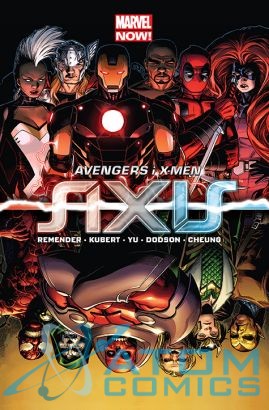 MARVEL
NOW!
AVENGERS i X-MEN
AXIS
REMENDER • KUBERT • YU • DODSON • CHEUNG
ATOM
COMICS